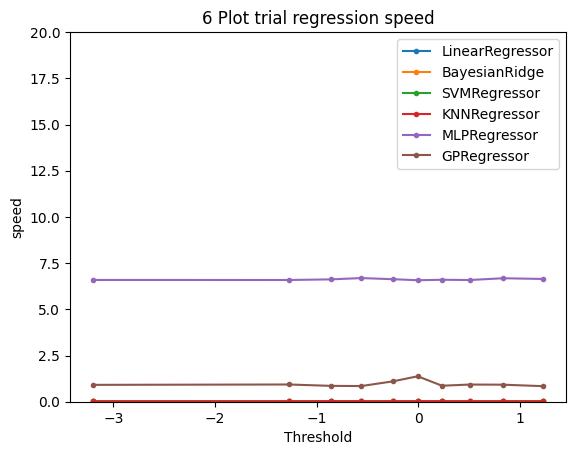 6 Plot trial regression speed
20.0
17.5
15.0
12.5
10.0
7.5
5.0
2.5
0.0
speed
LinearRegressor
BayesianRidge
SVMRegressor
KNNRegressor
MLPRegressor
GPRegressor
−3
−2
−1
0
1
Threshold